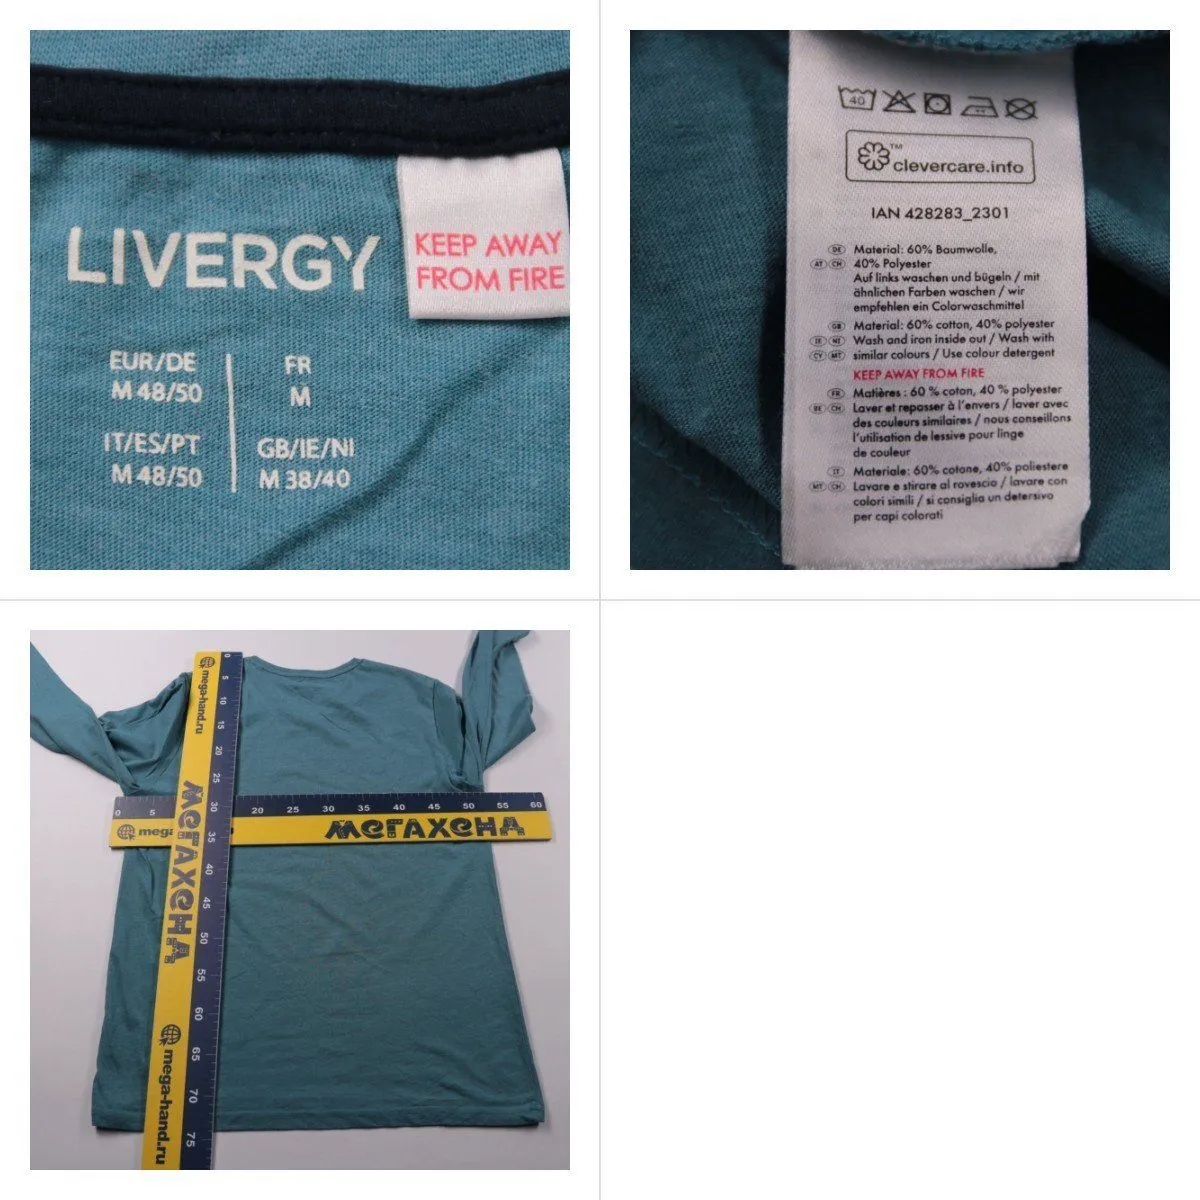 LIVERGY
KEEP AWAY
FROM FIRE
EUR/DE
M 48/50
FR
M
IT/ES/PT
M 48/50
GB/IE/NI
M 38/40
40
clevercare.info™
IAN 428283_2301
DE Material: 60% Baumwolle,
AT CH 40% Polyester
Auf links waschen und bügeln / mit
ähnlichen Farben waschen / wir
empfehlen ein Colorwaschmittel
GB Material: 60% cotton, 40% polyester
IE NI Wash and iron inside out / Wash with
CY MT similar colours / Use colour detergent
KEEP AWAY FROM FIRE
FR Matières : 60 % coton, 40 % polyester
BE CH Laver et repasser à l'envers / laver avec
des couleurs similaires / nous conseillons
l'utilisation de lessive pour linge
de couleur
IT Materiale: 60% cotone, 40% poliestere
MT CH Lavare e stirare al rovescio / lavare con
colori simili / si consiglia un detersivo
per capi colorati
mega-hand.ru
МЕГАХЕНД
mega-hand.ru
0 5 10 15 20 25 30 35 40 45 50 55 60 65 70 75
0 5 20 25 30 35 40 45 50 55 60
mega
МЕГАХЕНД